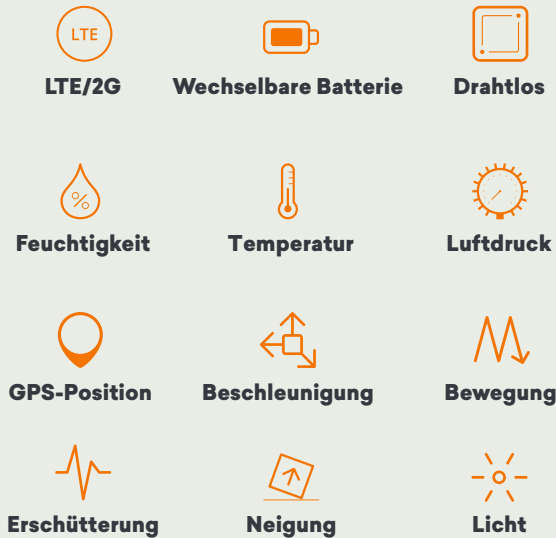 LTE
LTE/2G Wechselbare Batterie Drahtlos
%
Feuchtigkeit Temperatur Luftdruck
GPS-Position Beschleunigung Bewegung
Erschütterung Neigung Licht